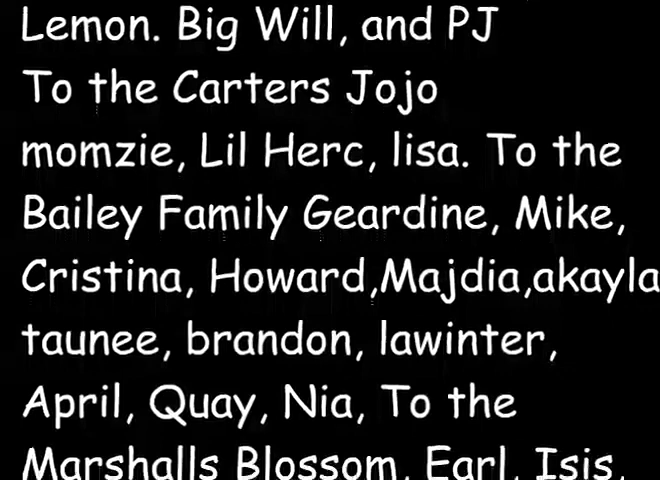 Lemon. Big Will, and PJ
To the Carters Jojo
momzie, Lil Herc, lisa. To the
Bailey Family Geardine, Mike,
Cristina, Howard,Majdia,akayla
taunee, brandon, lawinter,
April, Quay, Nia, To the
Marshalls Blossom, Earl, Isis,